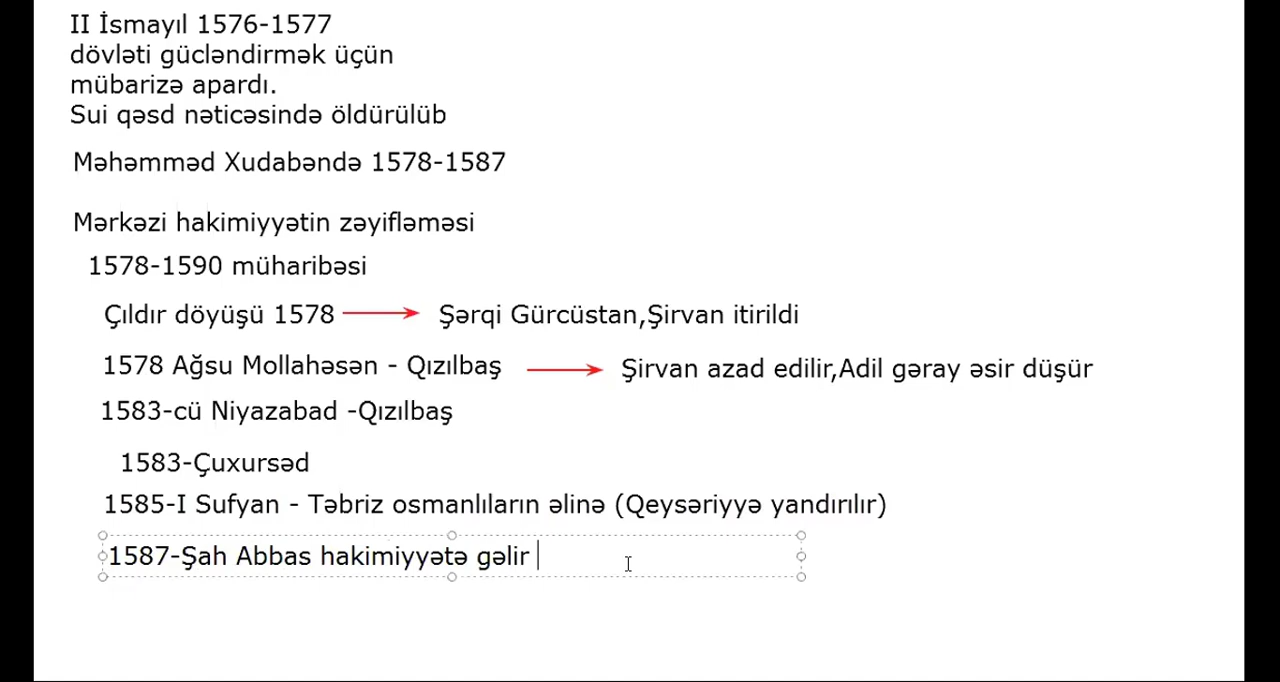 II İsmayıl 1576-1577
dövləti gücləndirmək üçün
mübarizə apardı.
Sui qəsd nəticəsində öldürülüb
Məhəmməd Xudabəndə 1578-1587
Mərkəzi hakimiyyətin zəyifləməsi
1578-1590 müharibəsi
Çıldır döyüşü 1578 → Şərqi Gürcüstan,Şirvan itirildi
1578 Ağsu Mollahəsən - Qızılbaş → Şirvan azad edilir,Adil gəray əsir düşür
1583-cü Niyazabad -Qızılbaş
1583-Çuxursəd
1585-I Sufyan - Təbriz osmanlıların əlinə (Qeysəriyyə yandırılır)
1587-Şah Abbas hakimiyyətə gəlir